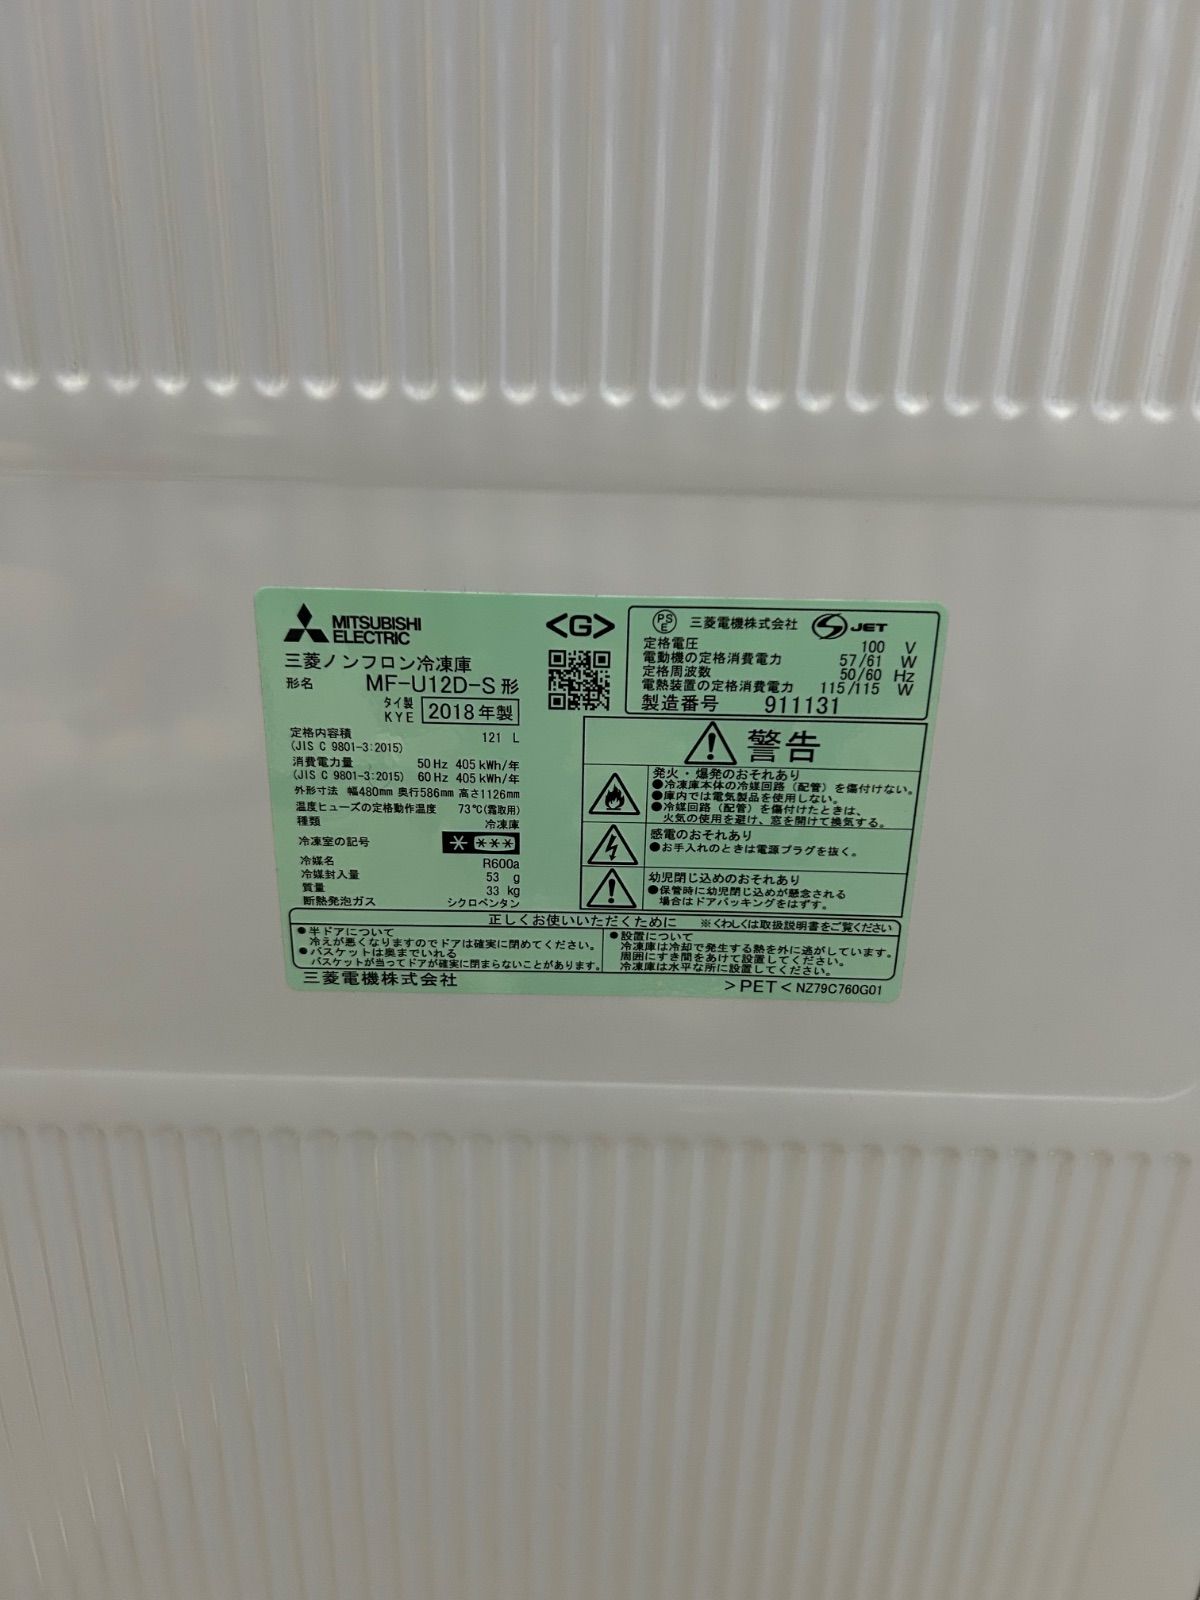 MITSUBISHI
ELECTRIC
<G>
三菱ノンフロン冷凍庫
形名 MF-U12D-S 形
タイ製
KYE 2018年製
定格内容積 121 L
(JIS C 9801-3:2015)
消費電力量 50Hz 405kWh/年
(JIS C 9801-3:2015) 60Hz 405kWh/年
外形寸法 幅480mm 奥行586mm 高さ1126mm
温度ヒューズの定格動作温度 73℃(霜取用)
種類 冷凍庫
冷凍室の記号 * ***
冷媒名 R600a
冷媒封入量 53 g
質量 33 kg
断熱発泡ガス シクロペンタン
PS
E 三菱電機株式会社 S JET
定格電圧 100 V
電動機の定格消費電力 57/61 W
定格周波数 50/60 Hz
電熱装置の定格消費電力 115/115 W
製造番号 911131
警告
発火・爆発のおそれあり
●冷凍庫本体の冷媒回路（配管）を傷付けない。
●庫内では電気製品を使用しない。
●冷媒回路（配管）を傷付けたときは、
火気の使用を避け、窓を開けて換気する。
感電のおそれあり
●お手入れのときは電源プラグを抜く。
幼児閉じ込めのおそれあり
●保管時に幼児閉じ込めが懸念される
場合はドアパッキングをはずす。
正しくお使いいただくために ※くわしくは取扱説明書をご覧ください
●半ドアについて
冷えが悪くなりますのでドアは確実に閉めてください。
●バスケットは奥までいれる
バスケットが当ってドアが確実に閉まらないことがあります。
●設置について
冷凍庫は冷却で発生する熱を外に逃がしています。
周囲にすき間をあけて設置してください。
冷凍庫は水平な所に設置してください。
三菱電機株式会社 >PET< NZ79C760G01